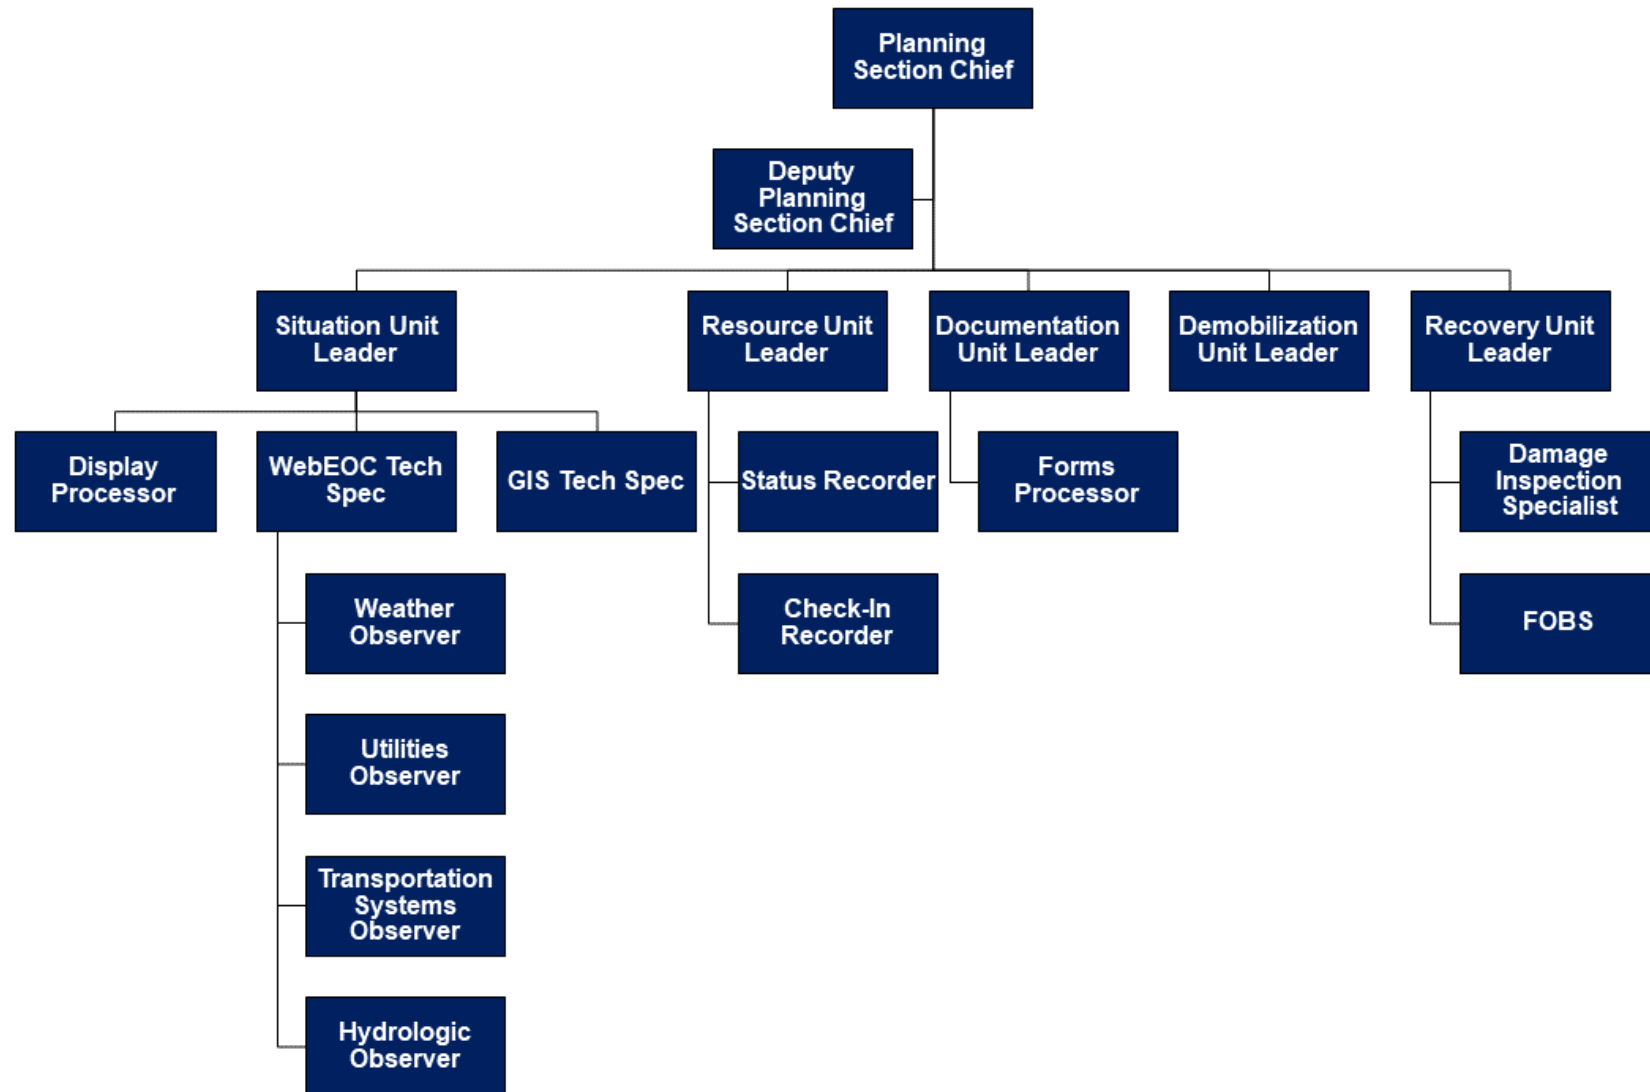 Planning
Section Chief
Deputy
Planning
Section Chief
Situation Unit
Leader
Resource Unit
Leader
Documentation
Unit Leader
Demobilization
Unit Leader
Recovery Unit
Leader
Display
Processor
WebEOC Tech
Spec
GIS Tech Spec
Status Recorder
Forms
Processor
Damage
Inspection
Specialist
Weather
Observer
Check-In
Recorder
FOBS
Utilities
Observer
Transportation
Systems
Observer
Hydrologic
Observer